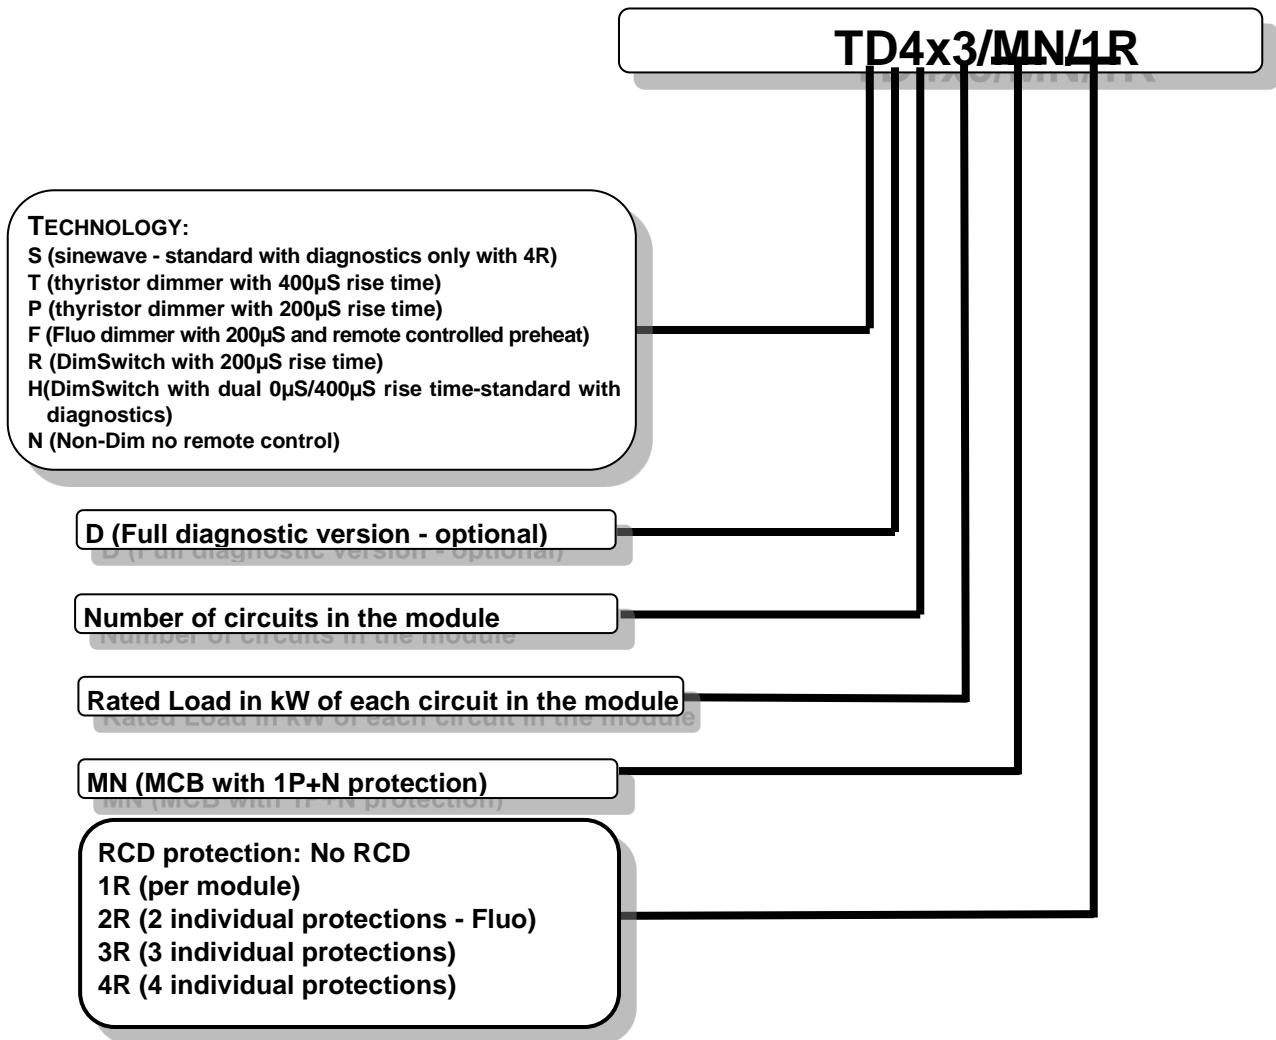 TD4x3/MN/1R
TECHNOLOGY:
S (sinewave - standard with diagnostics only with 4R)
T (thyristor dimmer with 400µS rise time)
P (thyristor dimmer with 200µS rise time)
F (Fluo dimmer with 200µS and remote controlled preheat)
R (DimSwitch with 200µS rise time)
H(DimSwitch with dual 0µS/400µS rise time-standard with
diagnostics)
N (Non-Dim no remote control)
D (Full diagnostic version - optional)
Number of circuits in the module
Rated Load in kW of each circuit in the module
MN (MCB with 1P+N protection)
RCD protection: No RCD
1R (per module)
2R (2 individual protections - Fluo)
3R (3 individual protections)
4R (4 individual protections)